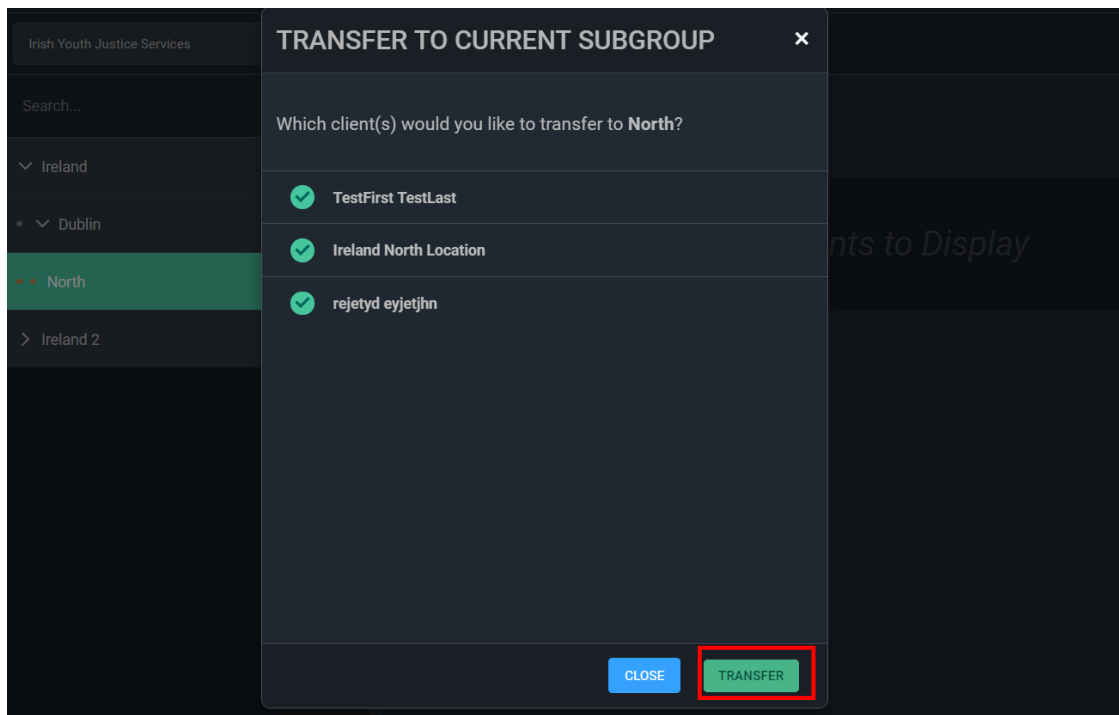 Irish Youth Justice Services
TRANSFER TO CURRENT SUBGROUP
Search...
Which client(s) would you like to transfer to North?
Ireland
Dublin
North
Ireland 2
TestFirst TestLast
Ireland North Location
rejetyd eyjetjhn
to Display
CLOSE
TRANSFER